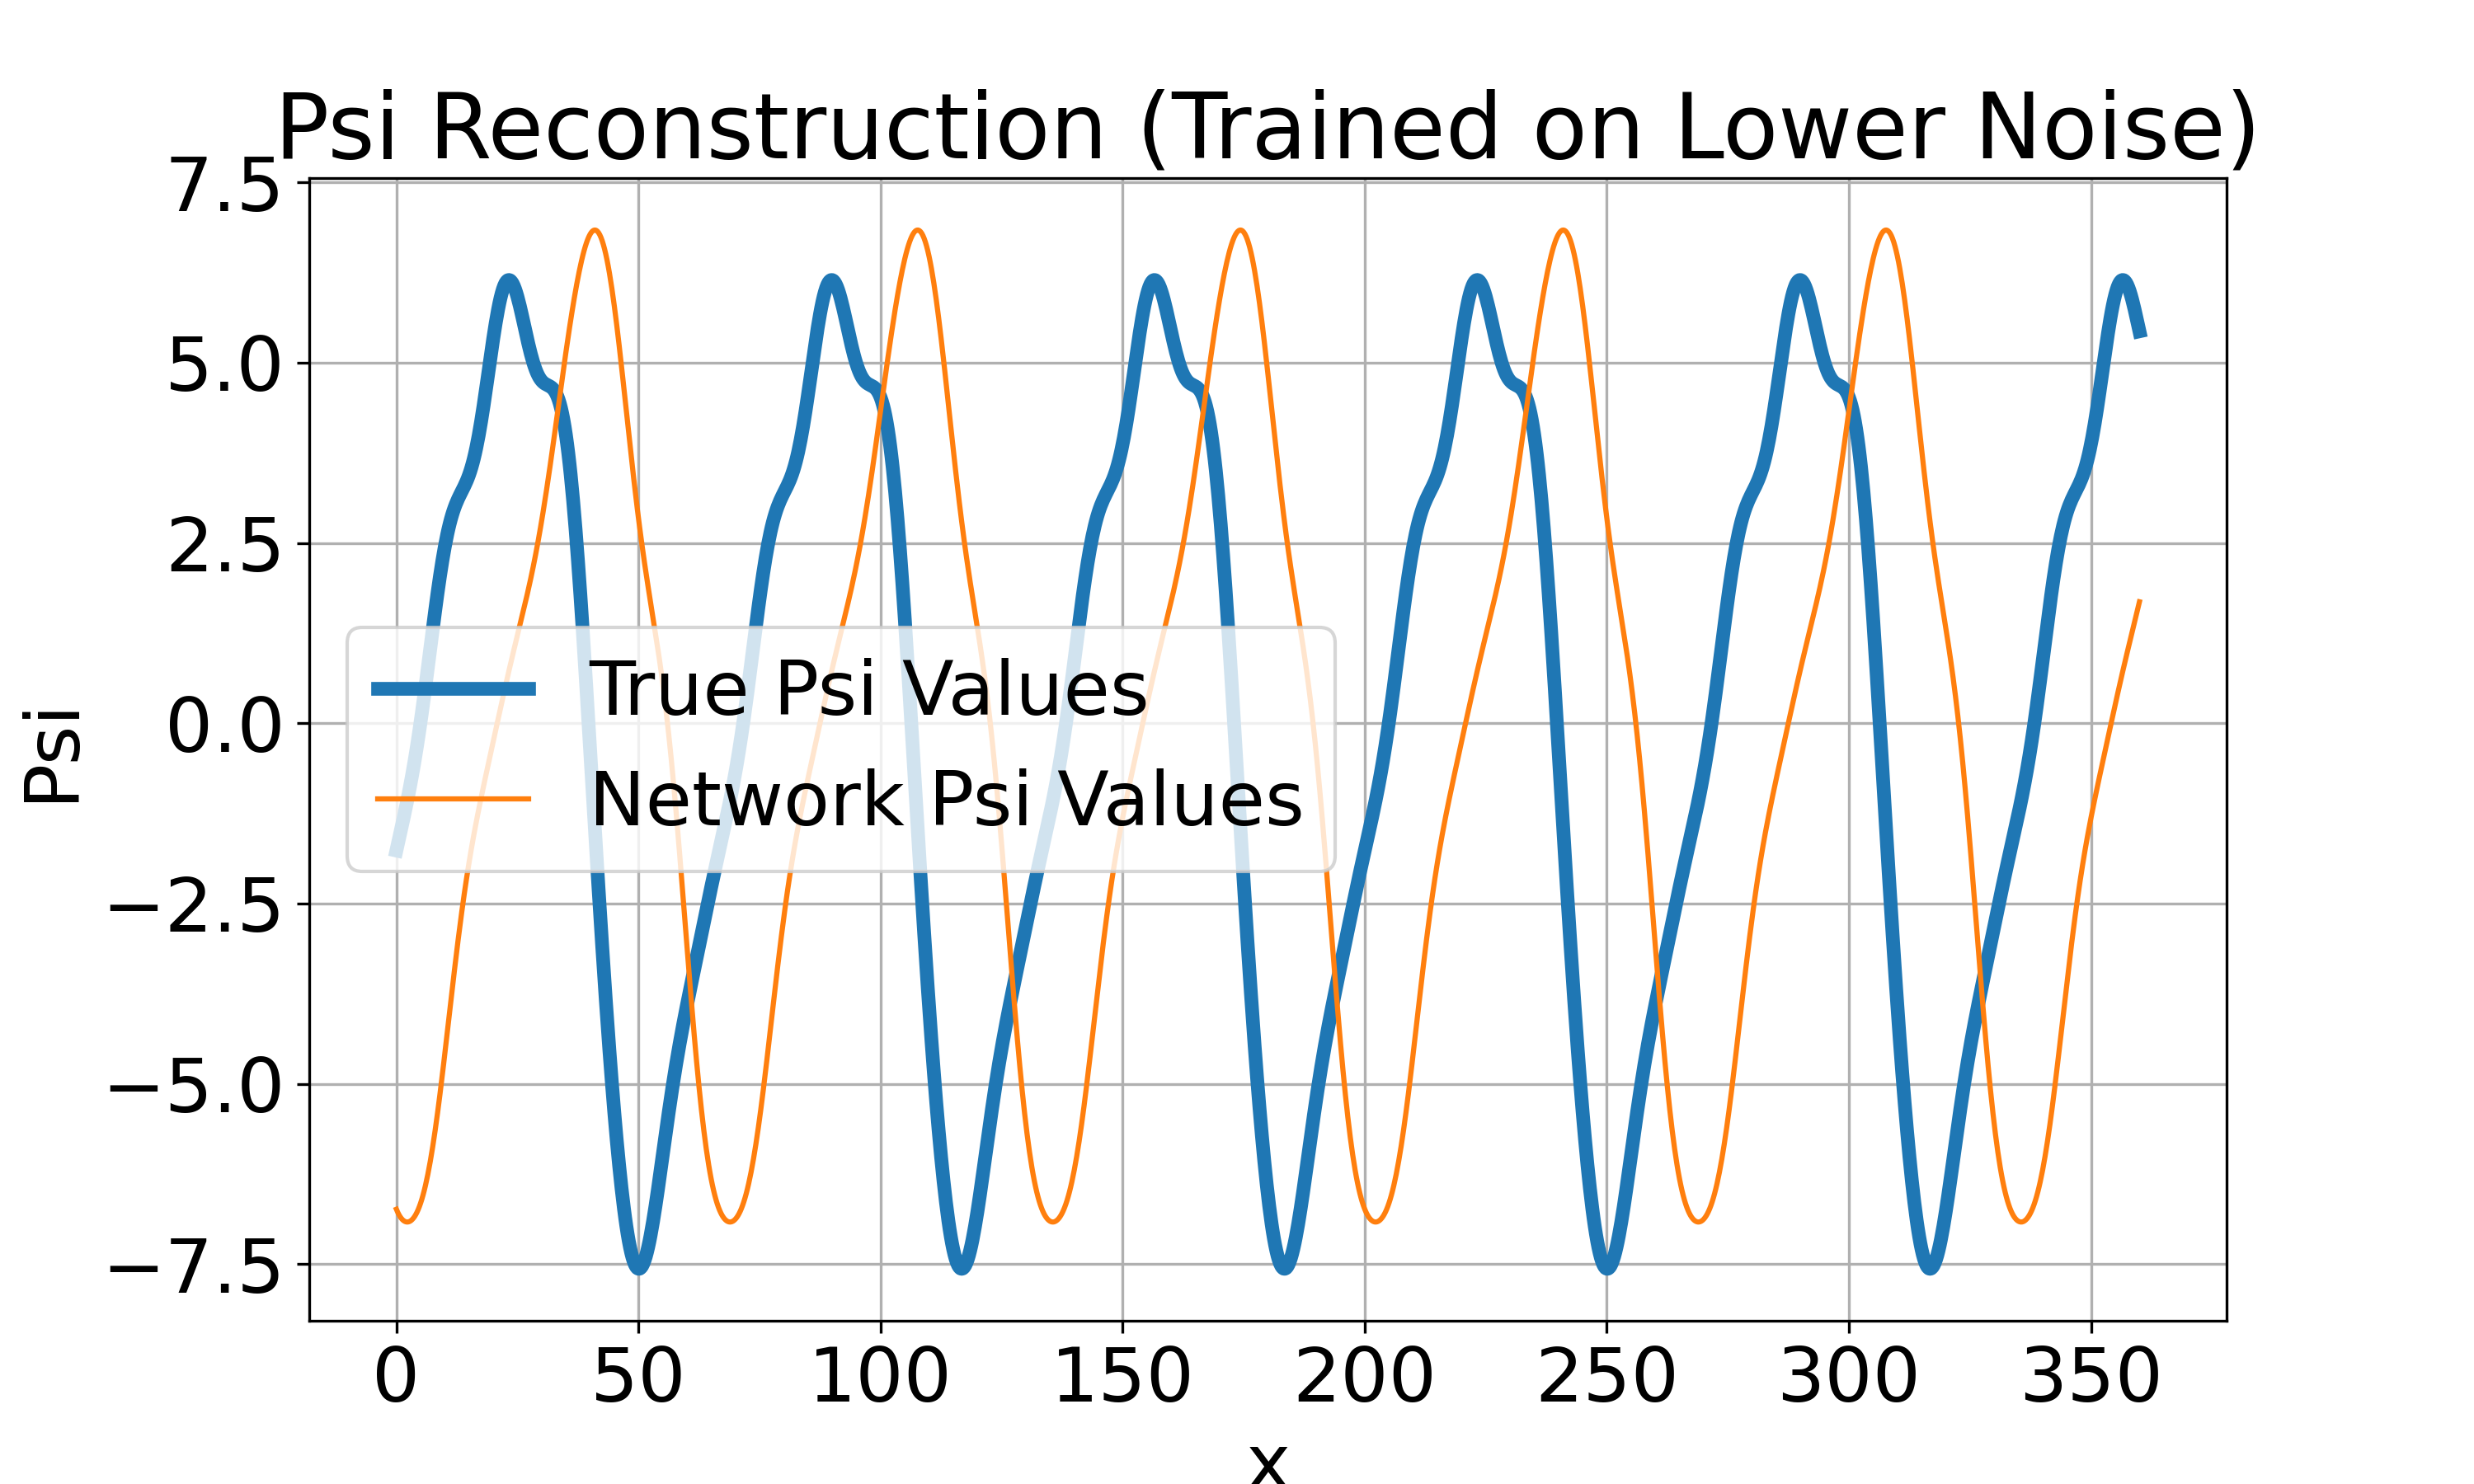 Psi Reconstruction (Trained on Lower Noise)
7.5
5.0
2.5
0.0
−2.5
−5.0
−7.5
Psi
True Psi Values
Network Psi Values
0 50 100 150 200 250 300 350
x